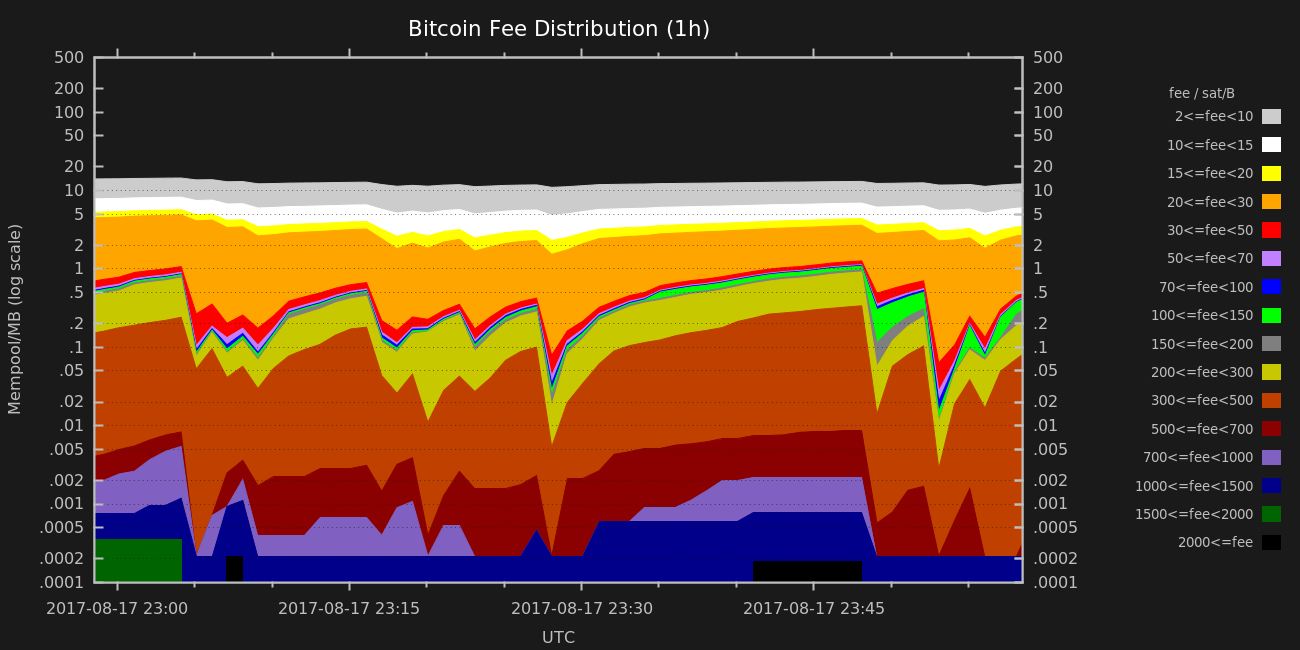 Bitcoin Fee Distribution (1h)
500 500
200 200
100 100
50 50
20 20
10 10
5 5
2 2
1 1
.5 .5
.2 .2
.1 .1
.05 .05
.02 .02
.01 .01
.005 .005
.002 .002
.001 .001
.0005 .0005
.0002 .0002
.0001 .0001
Mempool/MB (log scale)
2017-08-17 23:00 2017-08-17 23:15 2017-08-17 23:30 2017-08-17 23:45
UTC
fee / sat/B
2<=fee<10
10<=fee<15
15<=fee<20
20<=fee<30
30<=fee<50
50<=fee<70
70<=fee<100
100<=fee<150
150<=fee<200
200<=fee<300
300<=fee<500
500<=fee<700
700<=fee<1000
1000<=fee<1500
1500<=fee<2000
2000<=fee